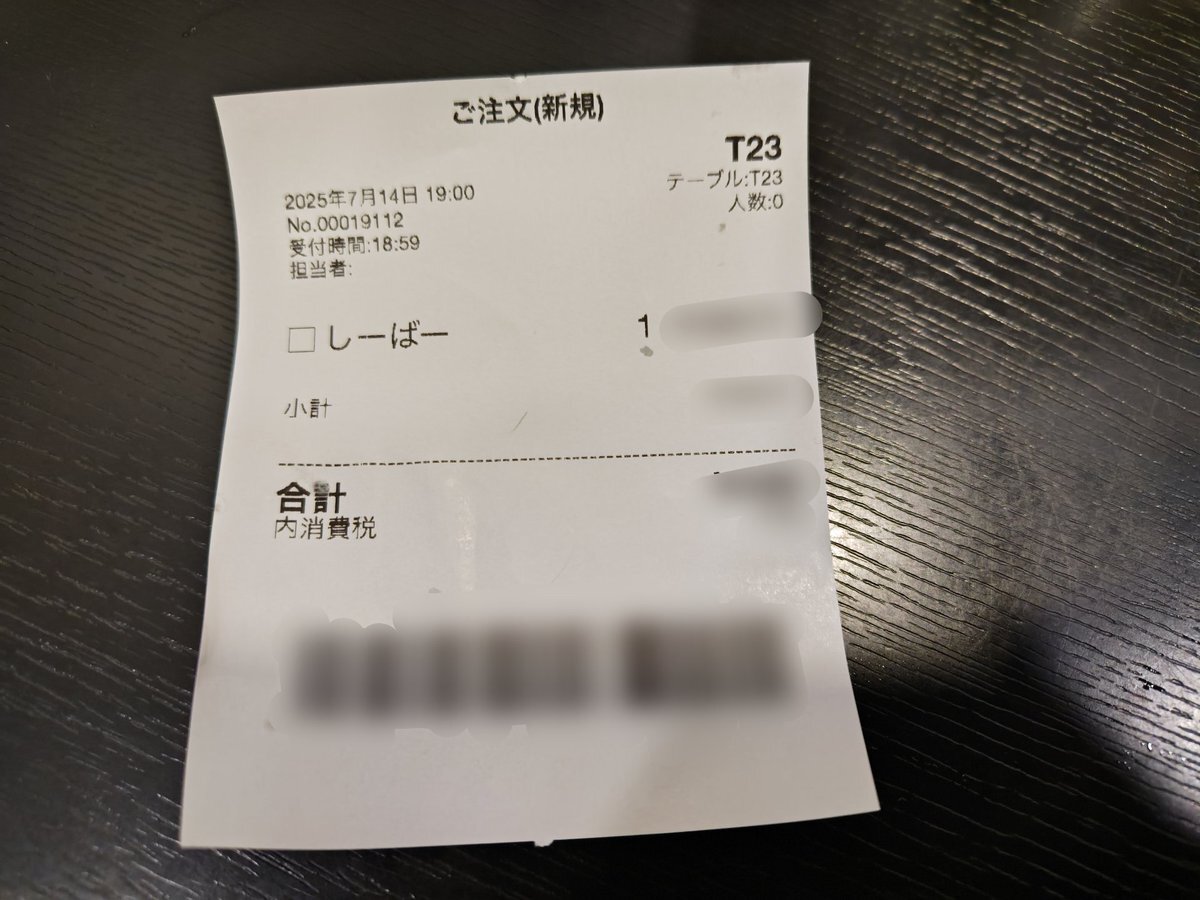 ご注文(新規)
T23
テーブル:T23
人数:0
2025年7月14日 19:00
No.00019112
受付時間:18:59
担当者:
□しーばー 1
小計
合計
内消費税